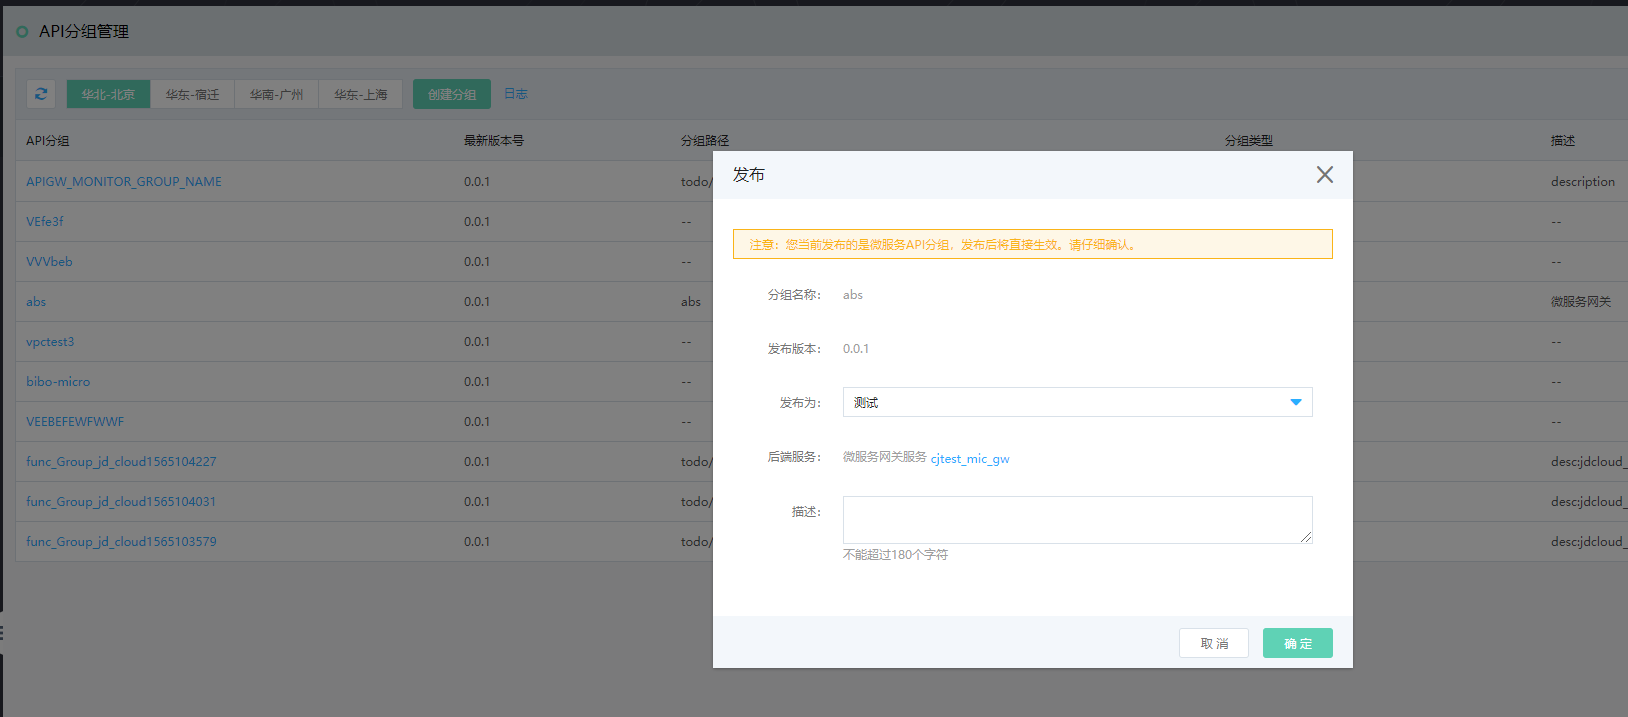 API分组管理
华北-北京 华东-宿迁 华南-广州 华东-上海 创建分组 日志
API分组 最新版本号 分组路径 分组类型 描述
APIGW_MONITOR_GROUP_NAME 0.0.1 todo/ description
VEfe3f 0.0.1 -- --
VVVbeb 0.0.1 -- --
abs 0.0.1 abs 微服务网关
vpctest3 0.0.1 -- --
bibo-micro 0.0.1 -- --
VEEBEFEWFWWF 0.0.1 -- --
func_Group_jd_cloud1565104227 0.0.1 todo/ desc:jdcloud_
func_Group_jd_cloud1565104031 0.0.1 todo/ desc:jdcloud_
func_Group_jd_cloud1565103579 0.0.1 todo/ desc:jdcloud_
发布
注意：您当前发布的是微服务API分组，发布后将直接生效。请仔细确认。
分组名称： abs
发布版本： 0.0.1
发布为： 测试
后端服务： 微服务网关服务 cjtest_mic_gw
描述：
不能超过180个字符
取消 确定